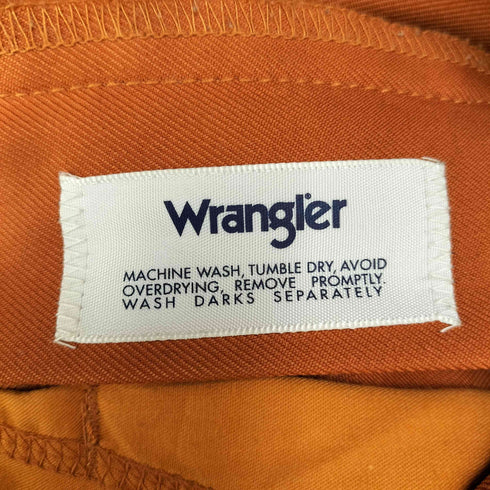 Wrangler
MACHINE WASH, TUMBLE DRY, AVOID
OVERDRYING, REMOVE PROMPTLY.
WASH DARKS SEPARATELY